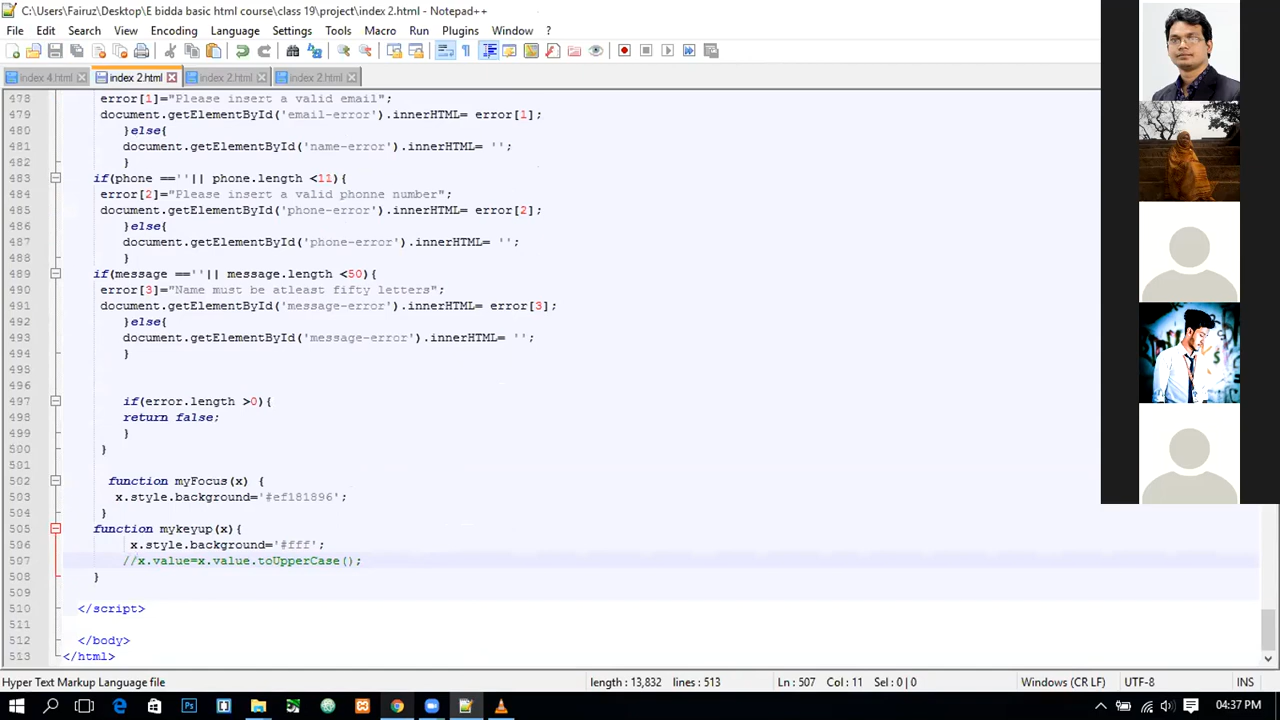 C:\Users\Fairuz\Desktop\E bidda basic html course\class 19\project\index 2.html - Notepad++
File Edit Search View Encoding Language Settings Tools Macro Run Plugins Window ?
index 4.html index 2.html index 2.html index 2.html
478 error[1]="Please insert a valid email";
479 document.getElementById('email-error').innerHTML= error[1];
480 }else{
481 document.getElementById('name-error').innerHTML= '';
482 }
483 if(phone ==''|| phone.length <11){
484 error[2]="Please insert a valid phonne number";
485 document.getElementById('phone-error').innerHTML= error[2];
486 }else{
487 document.getElementById('phone-error').innerHTML= '';
488 }
489 if(message ==''|| message.length <50){
490 error[3]="Name must be atleast fifty letters";
491 document.getElementById('message-error').innerHTML= error[3];
492 }else{
493 document.getElementById('message-error').innerHTML= '';
494 }
495
496
497 if(error.length >0){
498 return false;
499 }
500 }
501
502 function myFocus(x) {
503 x.style.background='#ef181896';
504 }
505 function mykeyup(x){
506 x.style.background='#fff';
507 //x.value=x.value.toUpperCase();
508 }
509
510 </script>
511
512 </body>
513 </html>
Hyper Text Markup Language file length : 13,832 lines : 513 Ln : 507 Col : 11 Sel : 0 | 0 Windows (CR LF) UTF-8 INS
04:37 PM